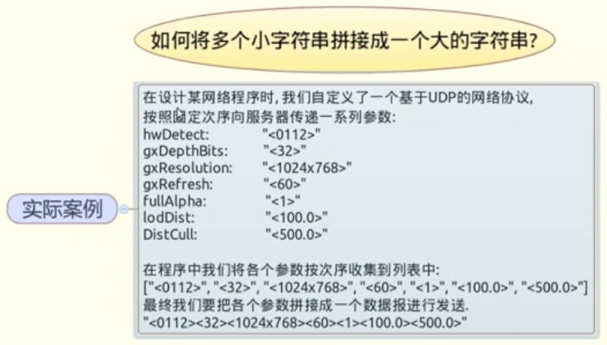 如何将多个小字符串拼接成一个大的字符串?
实际案例
在设计某网络程序时, 我们自定义了一个基于UDP的网络协议,
按照固定次序向服务器传递一系列参数:
hwDetect: "<0112>"
gxDepthBits: "<32>"
gxResolution: "<1024x768>"
gxRefresh: "<60>"
fullAlpha: "<1>"
lodDist: "<100.0>"
DistCull: "<500.0>"
在程序中我们将各个参数按次序收集到列表中:
["<0112>", "<32>", "<1024x768>", "<60>", "<1>", "<100.0>", "<500.0>"]
最终我们要把各个参数拼接成一个数据报进行发送.
"<0112><32><1024x768><60><1><100.0><500.0>"